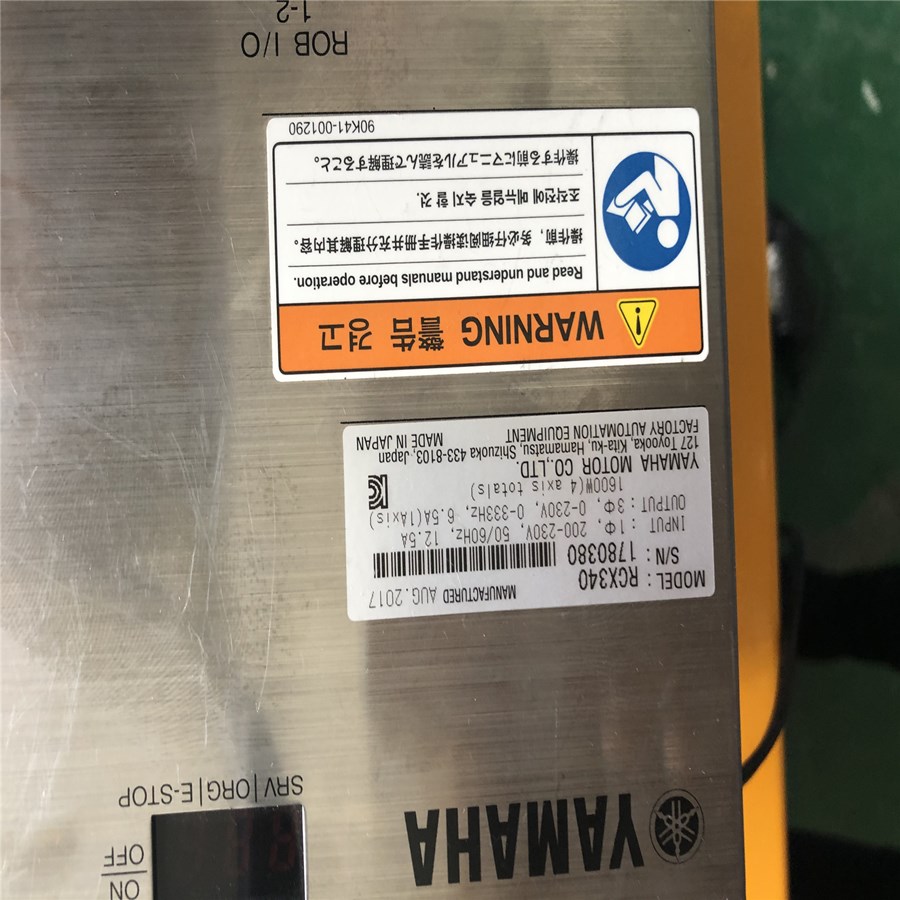 YAMAHA
ON
OFF
SRV|ORG|E-STOP
MODEL : RCX340 MANUFACTURED AUG.2017
S/N : 1780380
INPUT : 1Φ, 200-230V, 50/60Hz, 12.5A
OUTPUT : 3Φ, 0-230V, 0-333Hz, 6.5A(1Axis)
1600W(4 axis totals)
YAMAHA MOTOR CO.,LTD.
127 Toyooka, Kita-ku, Hamamatsu, Shizuoka 433-8103, Japan
FACTORY AUTOMATION EQUIPMENT MADE IN JAPAN
WARNING 警告 경고
Read and understand manuals before operation.
操作前，务必仔细阅读操作手册并充分理解其内容。
조작전에 메뉴얼을 숙지 할 것.
操作する前にマニュアルを読んで理解すること。
90K41-001290
ROB I/O
1-2